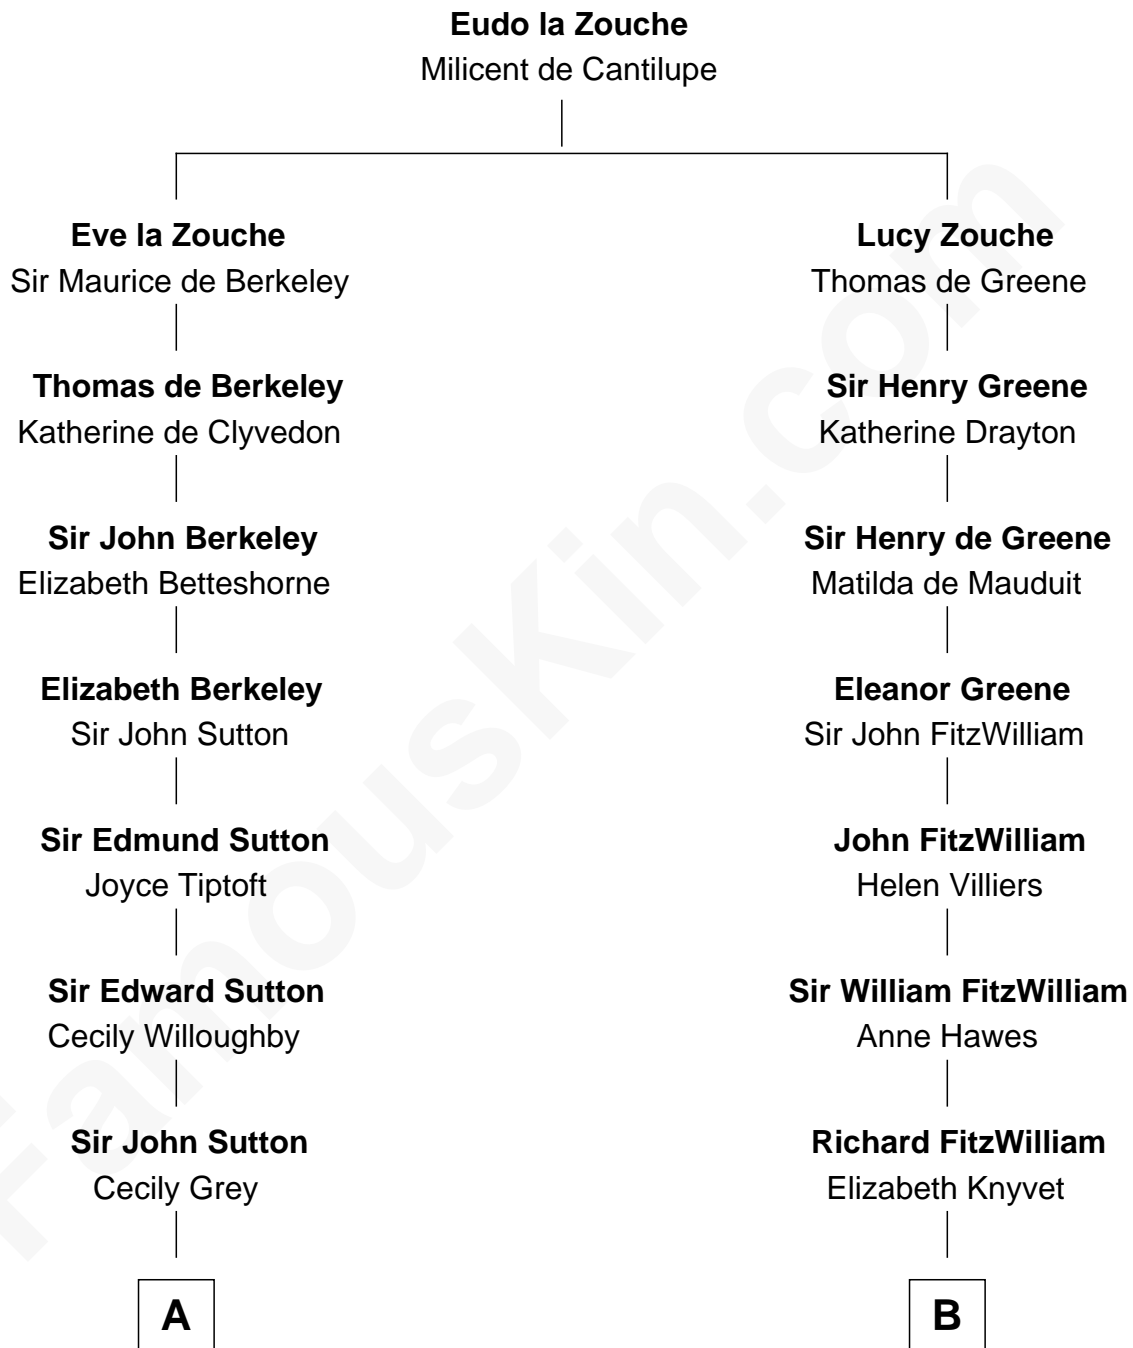 Eudo la Zouche
Milicent de Cantilupe
Eve la Zouche
Sir Maurice de Berkeley
Lucy Zouche
Thomas de Greene
Thomas de Berkeley
Katherine de Clyvedon
Sir Henry Greene
Katherine Drayton
Sir John Berkeley
Elizabeth Betteshorne
Sir Henry de Greene
Matilda de Mauduit
Elizabeth Berkeley
Sir John Sutton
Eleanor Greene
Sir John FitzWilliam
Sir Edmund Sutton
Joyce Tiptoft
John FitzWilliam
Helen Villiers
Sir Edward Sutton
Cecily Willoughby
Sir William FitzWilliam
Anne Hawes
Sir John Sutton
Cecily Grey
Richard FitzWilliam
Elizabeth Knyvet
A
B
FamousKin.com